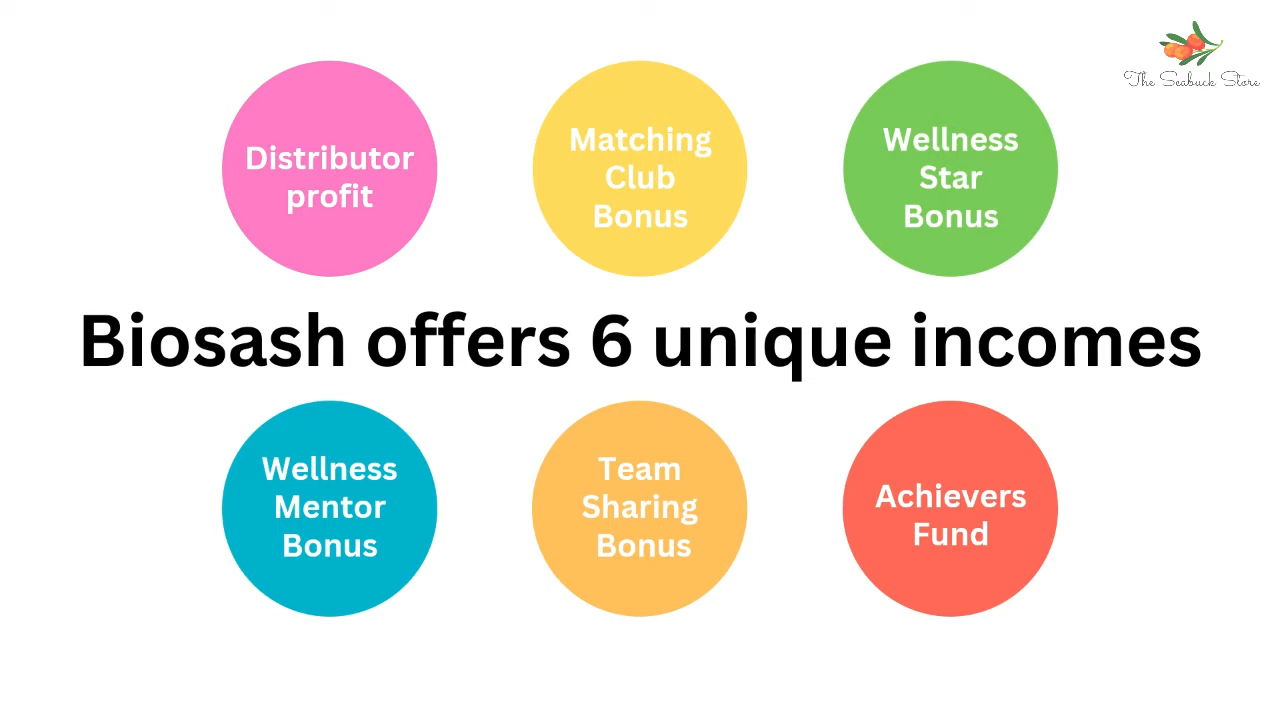 The Seabuck Store
Distributor
profit
Matching
Club
Bonus
Wellness
Star
Bonus
Biosash offers 6 unique incomes
Wellness
Mentor
Bonus
Team
Sharing
Bonus
Achievers
Fund